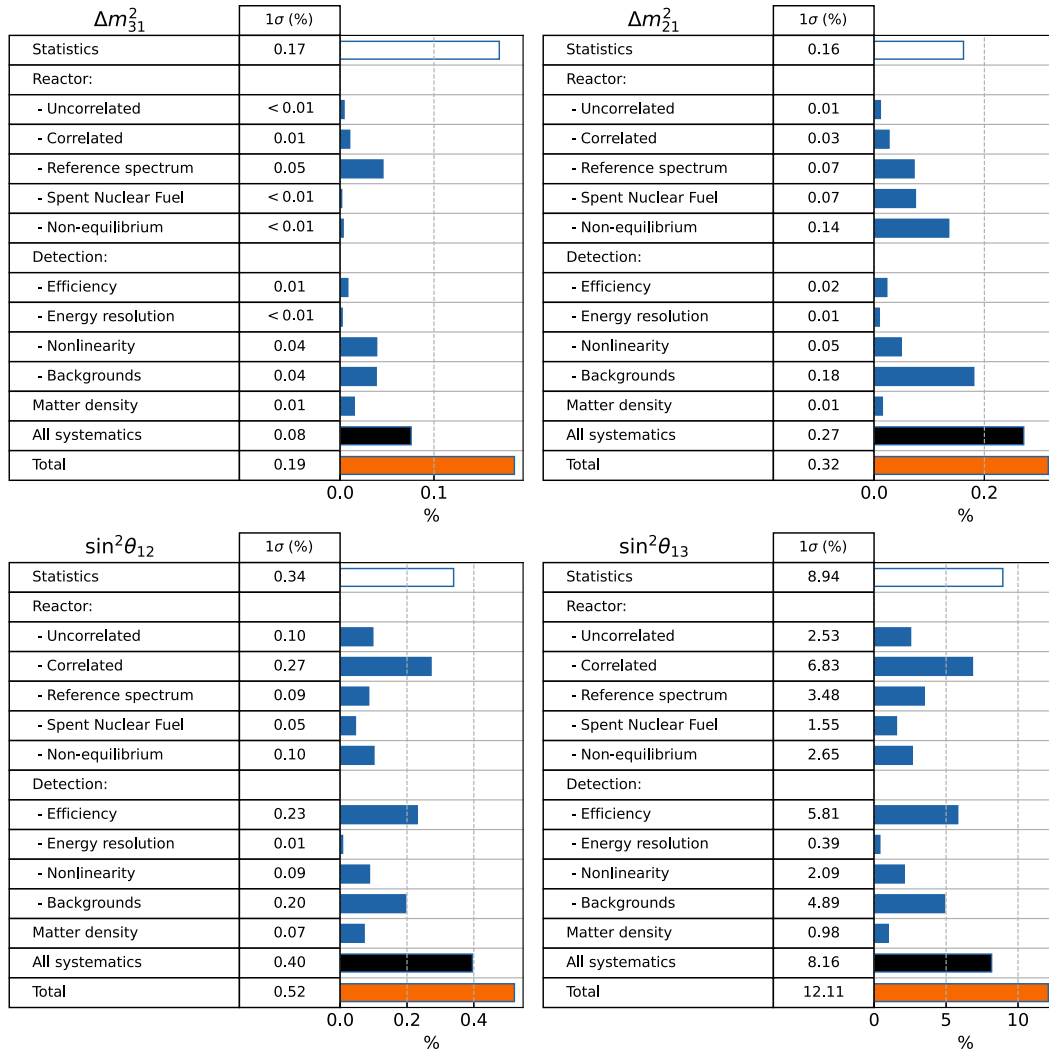 Δm²₃₁ 1σ (%)
Statistics 0.17
Reactor:
- Uncorrelated < 0.01
- Correlated 0.01
- Reference spectrum 0.05
- Spent Nuclear Fuel < 0.01
- Non-equilibrium < 0.01
Detection:
- Efficiency 0.01
- Energy resolution < 0.01
- Nonlinearity 0.04
- Backgrounds 0.04
Matter density 0.01
All systematics 0.08
Total 0.19
0.0 0.1
%
Δm²₂₁ 1σ (%)
Statistics 0.16
Reactor:
- Uncorrelated 0.01
- Correlated 0.03
- Reference spectrum 0.07
- Spent Nuclear Fuel 0.07
- Non-equilibrium 0.14
Detection:
- Efficiency 0.02
- Energy resolution 0.01
- Nonlinearity 0.05
- Backgrounds 0.18
Matter density 0.01
All systematics 0.27
Total 0.32
0.0 0.2
%
sin²θ₁₂ 1σ (%)
Statistics 0.34
Reactor:
- Uncorrelated 0.10
- Correlated 0.27
- Reference spectrum 0.09
- Spent Nuclear Fuel 0.05
- Non-equilibrium 0.10
Detection:
- Efficiency 0.23
- Energy resolution 0.01
- Nonlinearity 0.09
- Backgrounds 0.20
Matter density 0.07
All systematics 0.40
Total 0.52
0.0 0.2 0.4
%
sin²θ₁₃ 1σ (%)
Statistics 8.94
Reactor:
- Uncorrelated 2.53
- Correlated 6.83
- Reference spectrum 3.48
- Spent Nuclear Fuel 1.55
- Non-equilibrium 2.65
Detection:
- Efficiency 5.81
- Energy resolution 0.39
- Nonlinearity 2.09
- Backgrounds 4.89
Matter density 0.98
All systematics 8.16
Total 12.11
0 5 10
%